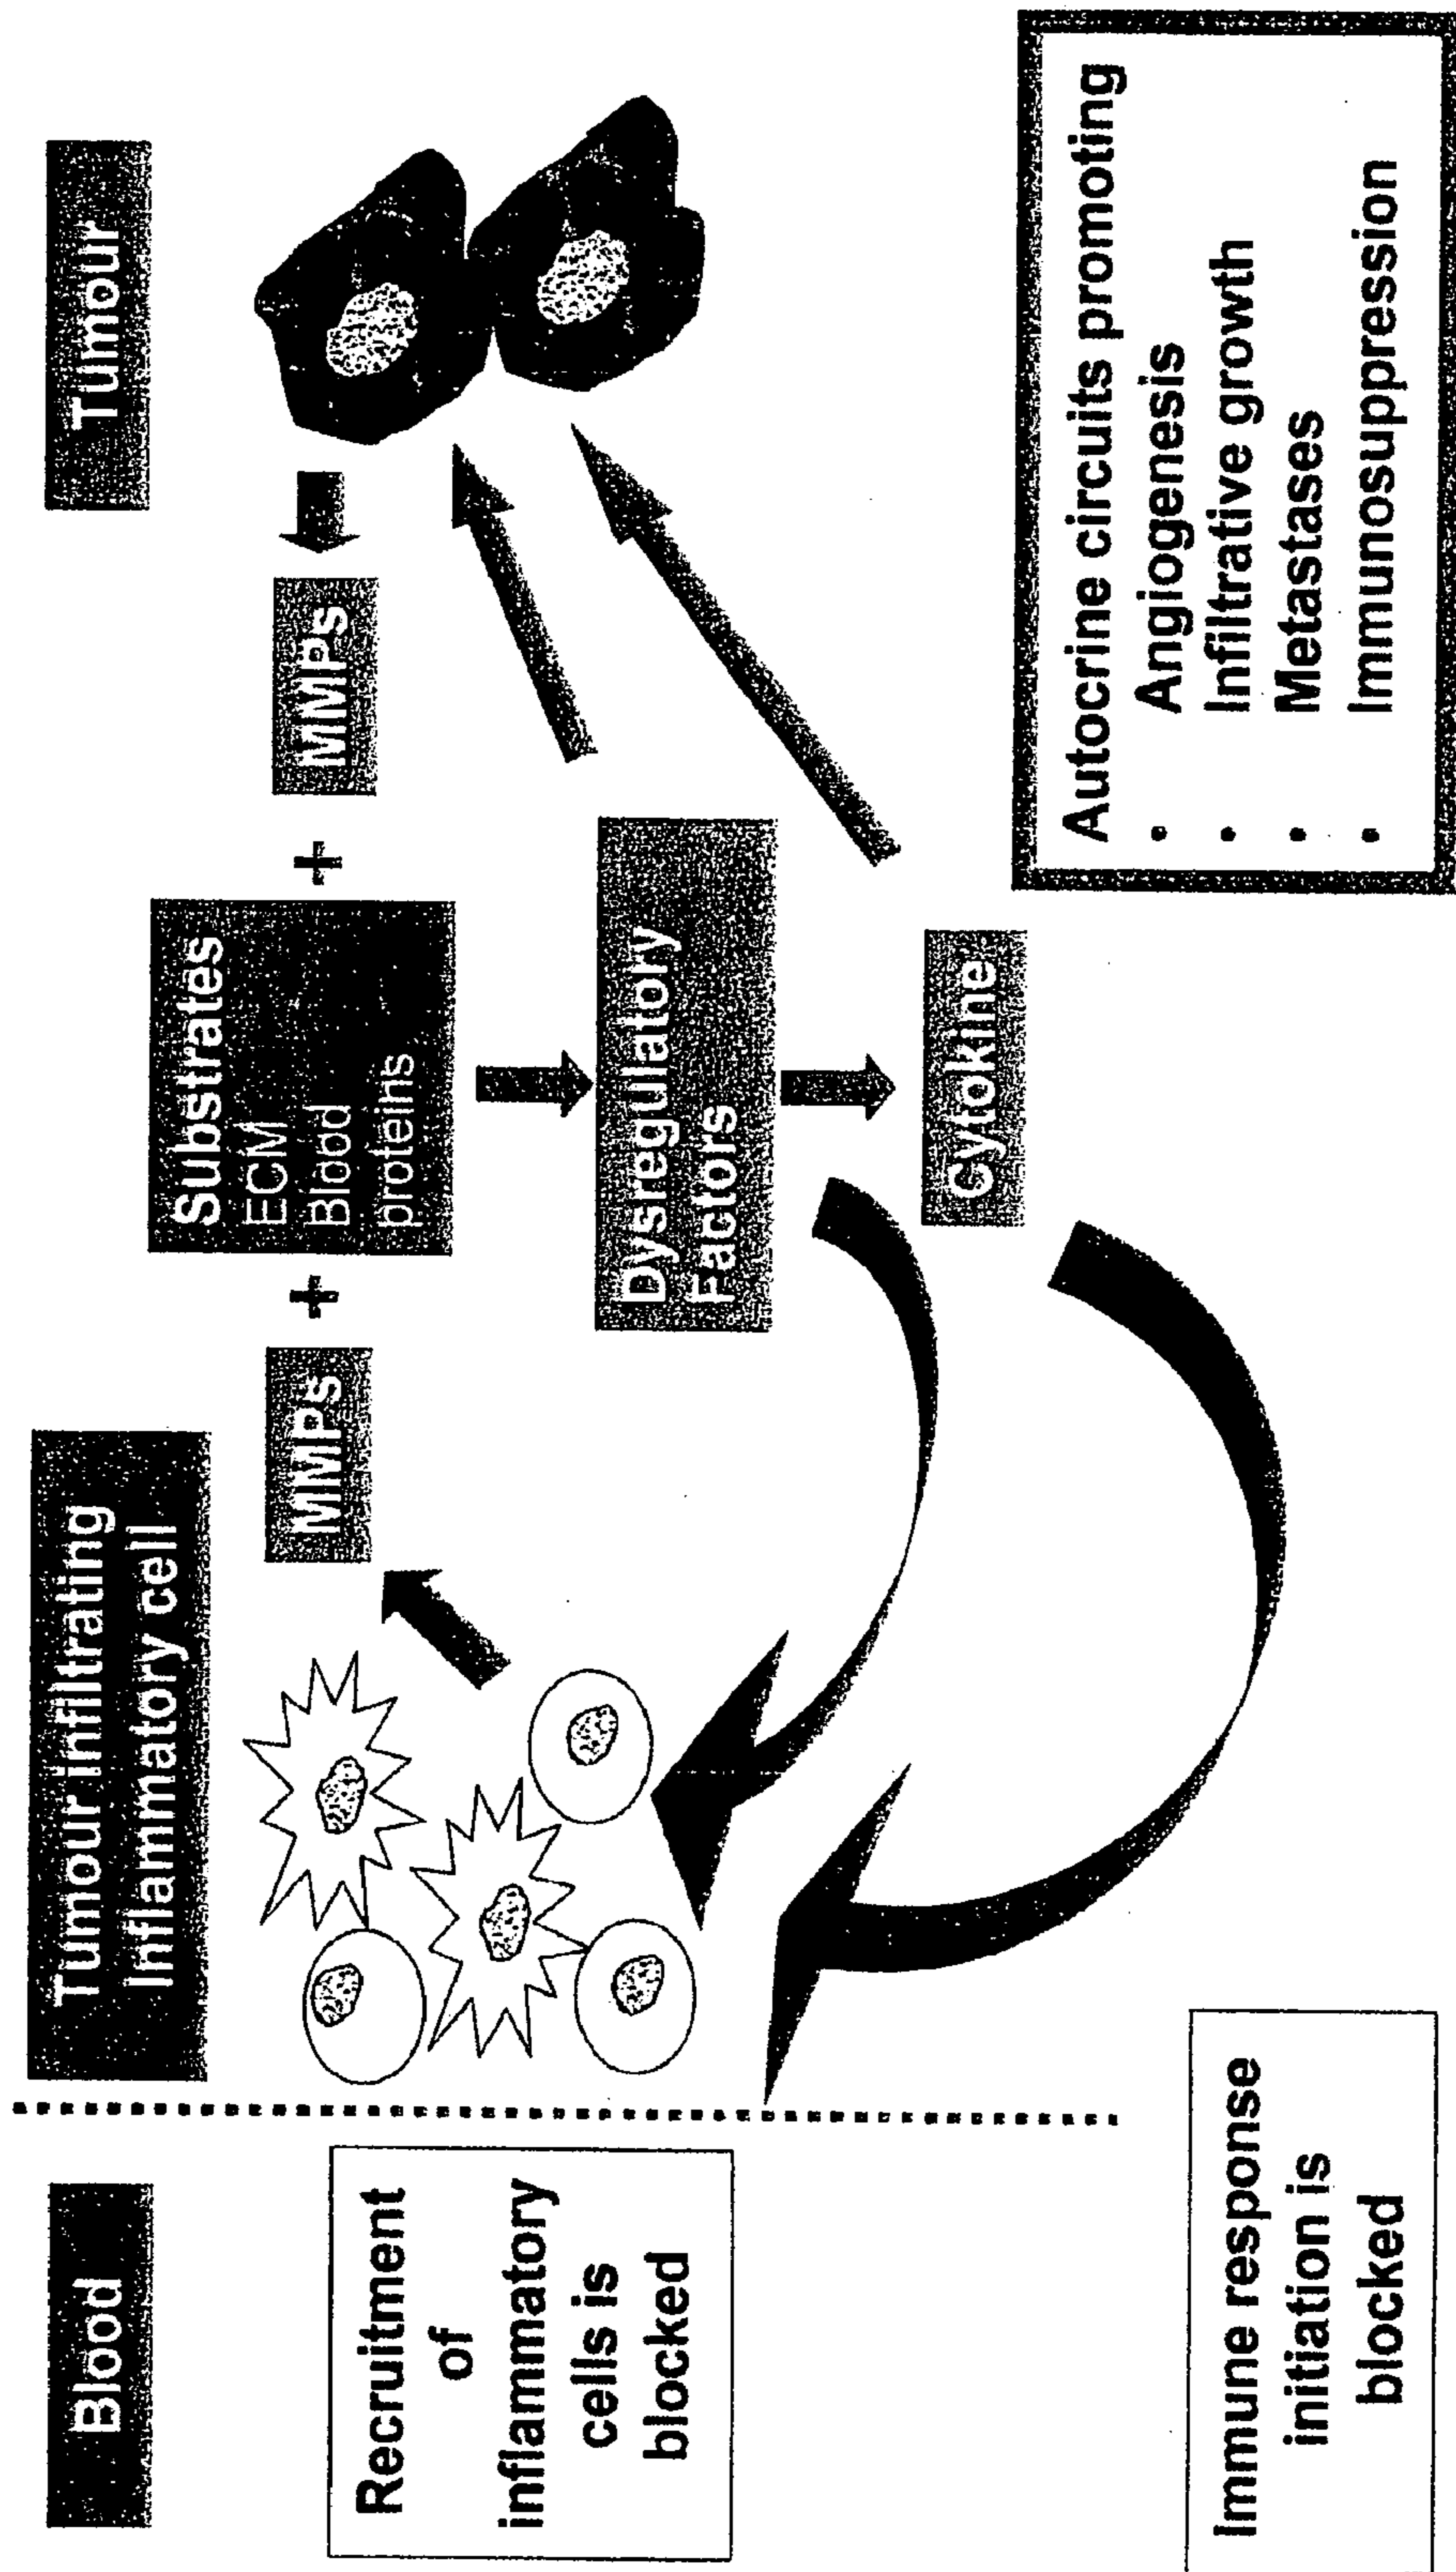 Blood
Tumour infiltrating
Inflammatory cell
Tumour
Recruitment
of
inflammatory
cells is
blocked
MMPs
+
Substrates
ECM
Blood
proteins
+
MMPs
Dysregulatory
Factors
Cytokine
Immune response
initiation is
blocked
Autocrine circuits promoting
• Angiogenesis
• Infiltrative growth
• Metastases
• Immunosuppression